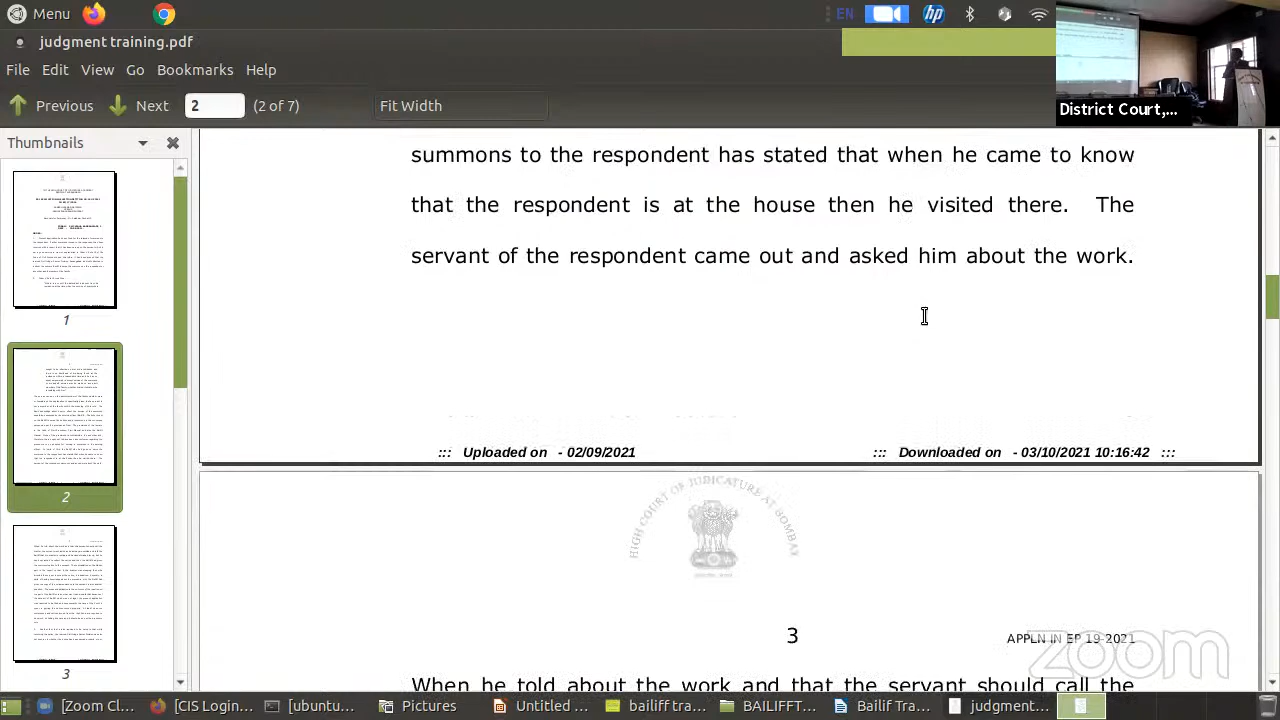 Menu
EN
hp
judgment training.pdf
File Edit View Go Bookmarks Help
Previous Next 2 (2 of 7) Fit Width
District Court,...
Thumbnails
1
2
3
summons to the respondent has stated that when he came to know
that the respondent is at the house then he visited there. The
servant of the respondent came out and asked him about the work.
::: Uploaded on - 02/09/2021 ::: Downloaded on - 03/10/2021 10:16:42 :::
HIGH COURT OF JUDICATURE AT BOMBAY
3
APPLN IN EP 19-2021
zoom
When he told about the work and that the servant should call the
[Zoom Cl... [CIS Login... [ubuntu... Pictures Untitle ... bailiff tra... BAILIFFT... Bailif Tra... judgment...